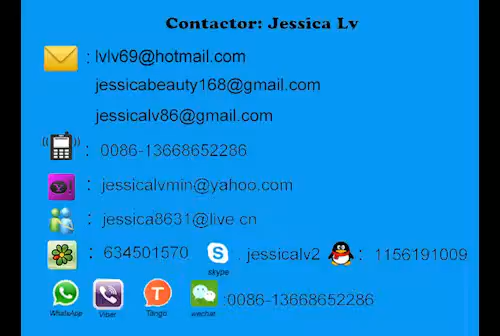 Contactor: Jessica Lv
: lvlv69@hotmail.com
jessicabeauty168@gmail.com
jessicalv86@gmail.com
: 0086-13668652286
: jessicalvmin@yahoo.com
: jessica8631@live.cn
: 634501570 skype . jessicalv2 : 1156191009
WhatsApp Viber Tango wechat :0086-13668652286